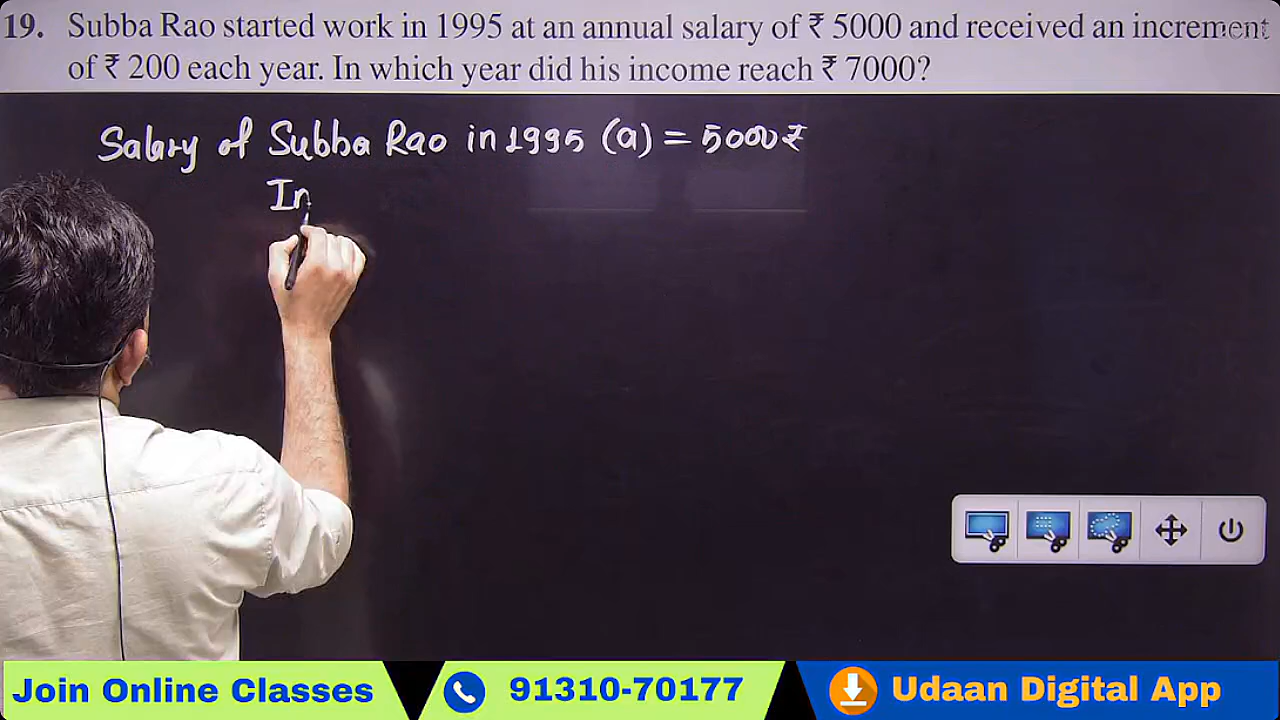 19. Subba Rao started work in 1995 at an annual salary of ₹ 5000 and received an increment
of ₹ 200 each year. In which year did his income reach ₹ 7000?
Salary of Subba Rao in 1995 (a) = 5000₹
In
Join Online Classes
91310-70177
Udaan Digital App